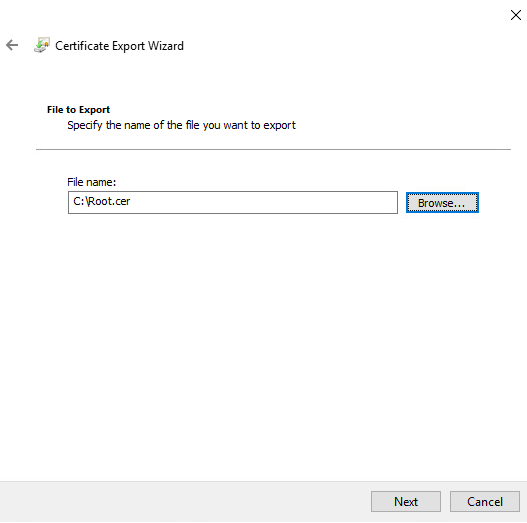 Certificate Export Wizard
File to Export
Specify the name of the file you want to export
File name:
C:\Root.cer
Browse...
Next
Cancel